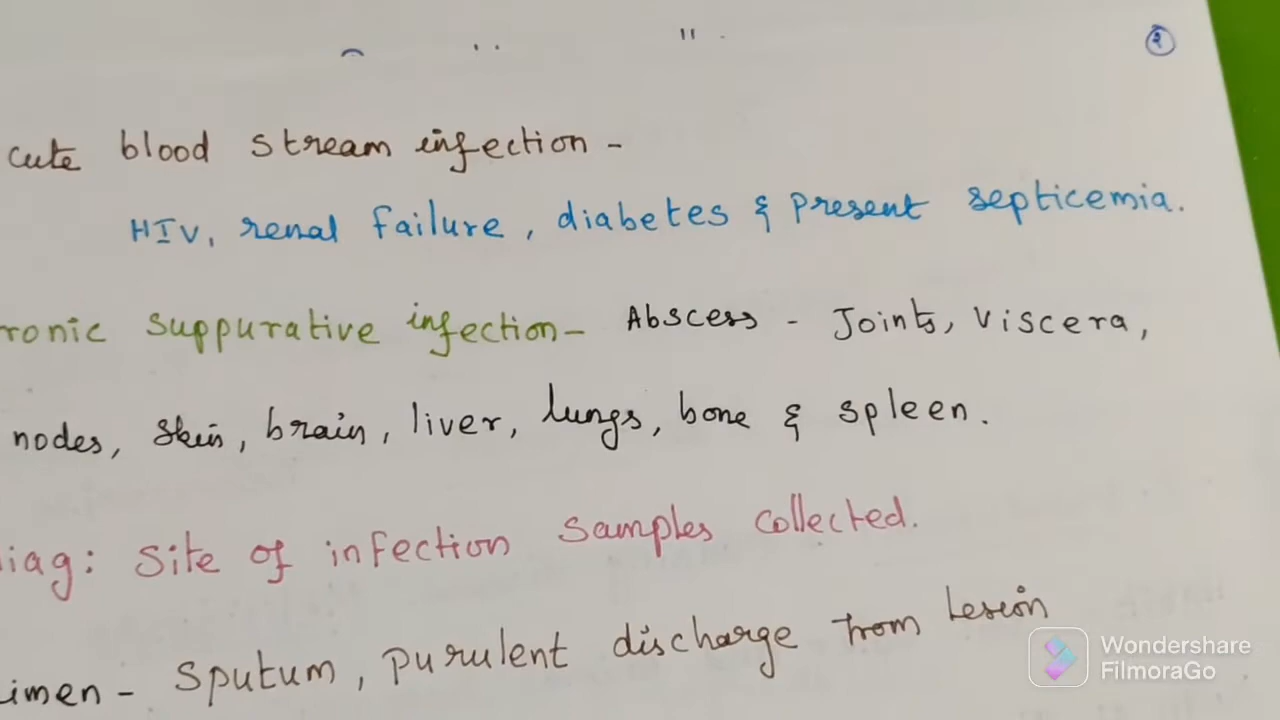 2
cute blood stream infection -
HIV, renal failure, diabetes & present septicemia.
ronic suppurative infection - Abscess - Joints, Viscera,
nodes, skin, brain, liver, lungs, bone & spleen.
iag: Site of infection samples collected.
imen - Sputum, purulent discharge from lesion
Wondershare
FilmoraGo